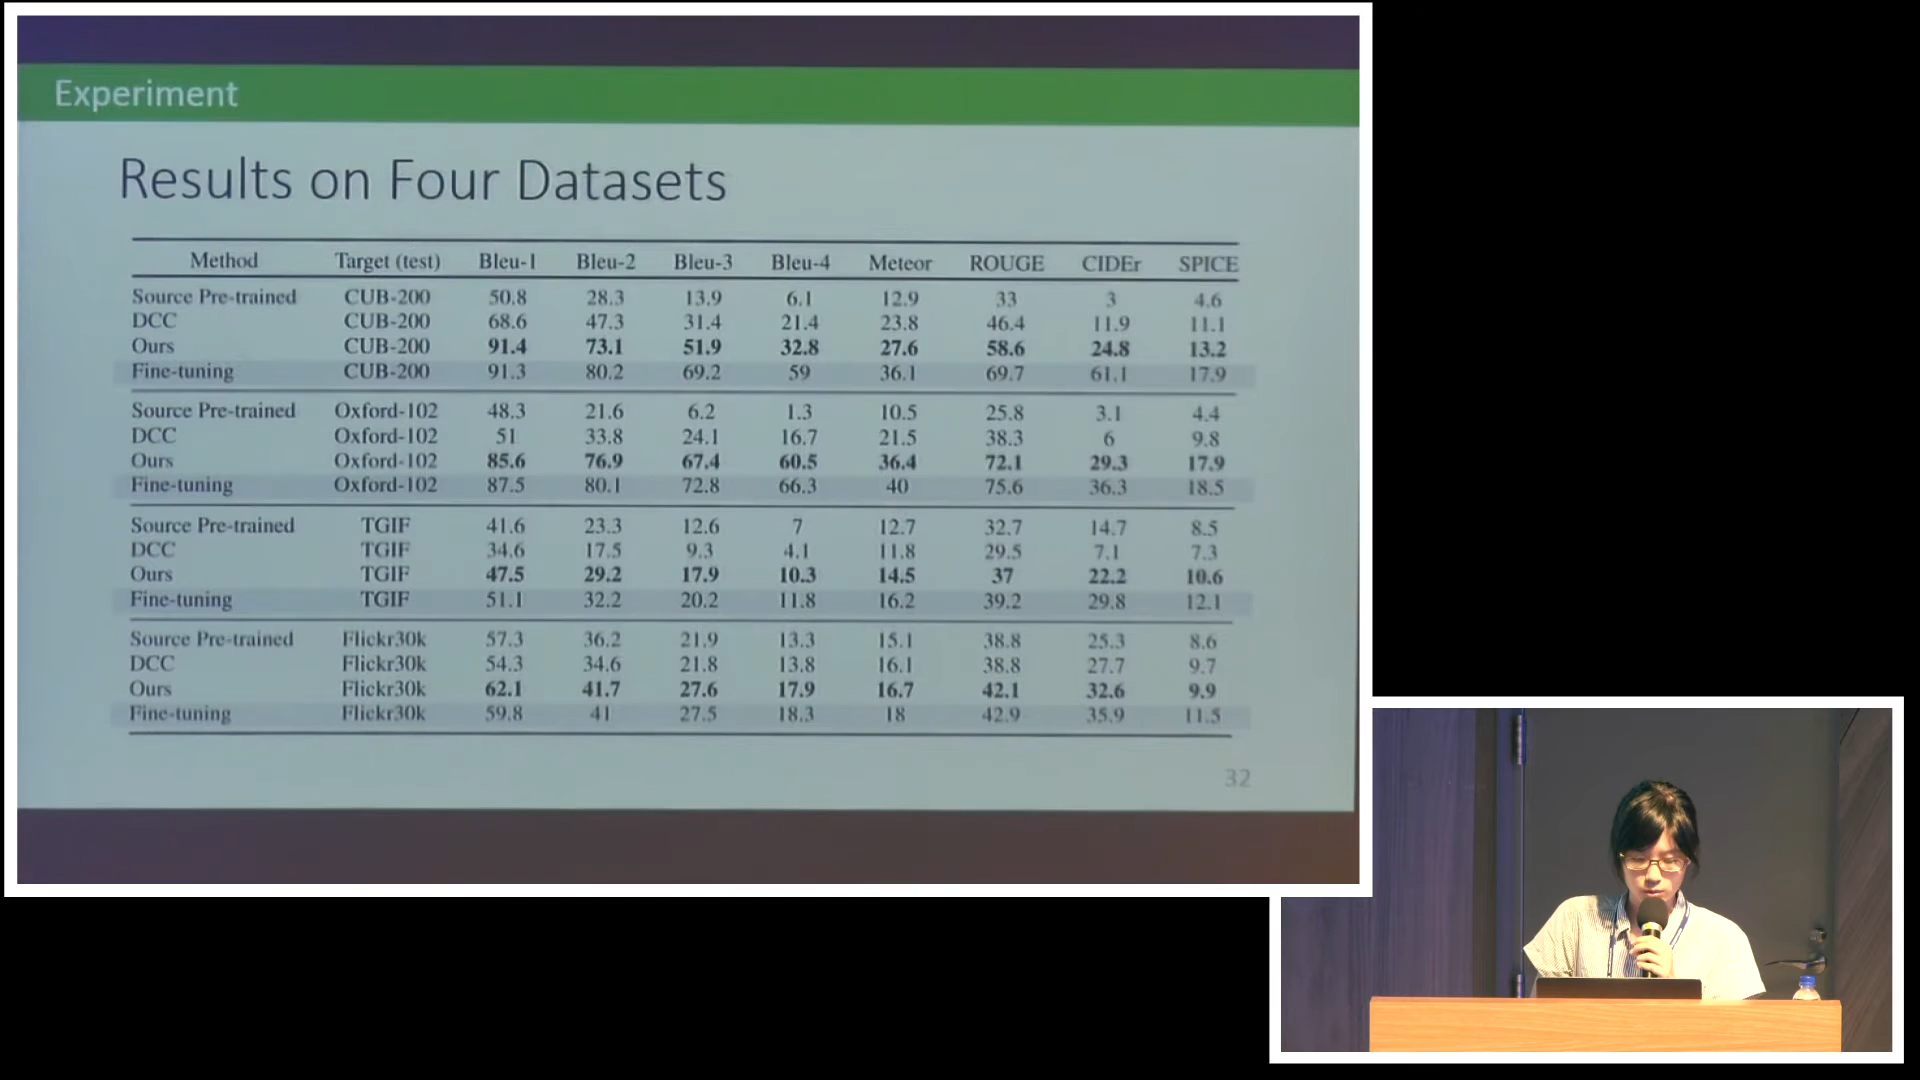 Experiment
Results on Four Datasets
Method Target (test) Bleu-1 Bleu-2 Bleu-3 Bleu-4 Meteor ROUGE CIDEr SPICE
Source Pre-trained CUB-200 50.8 28.3 13.9 6.1 12.9 33 3 4.6
DCC CUB-200 68.6 47.3 31.4 21.4 23.8 46.4 11.9 11.1
Ours CUB-200 91.4 73.1 51.9 32.8 27.6 58.6 24.8 13.2
Fine-tuning CUB-200 91.3 80.2 69.2 59 36.1 69.7 61.1 17.9
Source Pre-trained Oxford-102 48.3 21.6 6.2 1.3 10.5 25.8 3.1 4.4
DCC Oxford-102 51 33.8 24.1 16.7 21.5 38.3 6 9.8
Ours Oxford-102 85.6 76.9 67.4 60.5 36.4 72.1 29.3 17.9
Fine-tuning Oxford-102 87.5 80.1 72.8 66.3 40 75.6 36.3 18.5
Source Pre-trained TGIF 41.6 23.3 12.6 7 12.7 32.7 14.7 8.5
DCC TGIF 34.6 17.5 9.3 4.1 11.8 29.5 7.1 7.3
Ours TGIF 47.5 29.2 17.9 10.3 14.5 37 22.2 10.6
Fine-tuning TGIF 51.1 32.2 20.2 11.8 16.2 39.2 29.8 12.1
Source Pre-trained Flickr30k 57.3 36.2 21.9 13.3 15.1 38.8 25.3 8.6
DCC Flickr30k 54.3 34.6 21.8 13.8 16.1 38.8 27.7 9.7
Ours Flickr30k 62.1 41.7 27.6 17.9 16.7 42.1 32.6 9.9
Fine-tuning Flickr30k 59.8 41 27.5 18.3 18 42.9 35.9 11.5
32